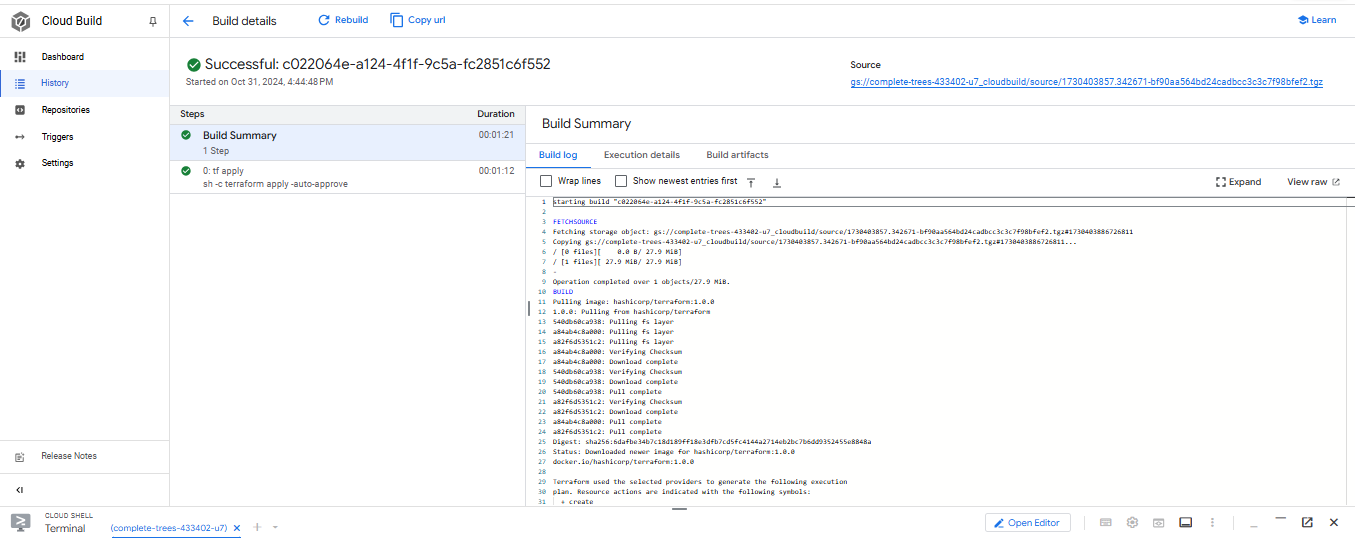 Cloud Build
Build details
Rebuild
Copy url
Learn
Dashboard
History
Repositories
Triggers
Settings
Release Notes
Successful: c022064e-a124-4f1f-9c5a-fc2851c6f552
Started on Oct 31, 2024, 4:44:48 PM
Source
gs://complete-trees-433402-u7_cloudbuild/source/1730403857.342671-bf90aa564bd24cadbcc3c3c7f98bfef2.tgz
Steps Duration
Build Summary 00:01:21
1 Step
0: tf apply 00:01:12
sh -c terraform apply -auto-approve
Build Summary
Build log Execution details Build artifacts
Wrap lines Show newest entries first Expand View raw
1 starting build "c022064e-a124-4f1f-9c5a-fc2851c6f552"
2
3 FETCHSOURCE
4 Fetching storage object: gs://complete-trees-433402-u7_cloudbuild/source/1730403857.342671-bf90aa564bd24cadbcc3c3c7f98bfef2.tgz#1730403886726811
5 Copying gs://complete-trees-433402-u7_cloudbuild/source/1730403857.342671-bf90aa564bd24cadbcc3c3c7f98bfef2.tgz#1730403886726811...
6 / [0 files][ 0.0 B/ 27.9 MiB]
7 / [1 files][ 27.9 MiB/ 27.9 MiB]
8 -
9 Operation completed over 1 objects/27.9 MiB.
10 BUILD
11 Pulling image: hashicorp/terraform:1.0.0
12 1.0.0: Pulling from hashicorp/terraform
13 540db60ca938: Pulling fs layer
14 a84ab4c8a000: Pulling fs layer
15 a82f6d5351c2: Pulling fs layer
16 a84ab4c8a000: Verifying Checksum
17 a84ab4c8a000: Download complete
18 540db60ca938: Verifying Checksum
19 540db60ca938: Download complete
20 540db60ca938: Pull complete
21 a82f6d5351c2: Verifying Checksum
22 a82f6d5351c2: Download complete
23 a84ab4c8a000: Pull complete
24 a82f6d5351c2: Pull complete
25 Digest: sha256:6dafbe34b7c18d189ff18e3dfb7cd5fc4144a2714eb2bc7b6dd9352455e8848a
26 Status: Downloaded newer image for hashicorp/terraform:1.0.0
27 docker.io/hashicorp/terraform:1.0.0
28
29 Terraform used the selected providers to generate the following execution
30 plan. Resource actions are indicated with the following symbols:
31 + create
CLOUD SHELL
Terminal
(complete-trees-433402-u7)
Open Editor